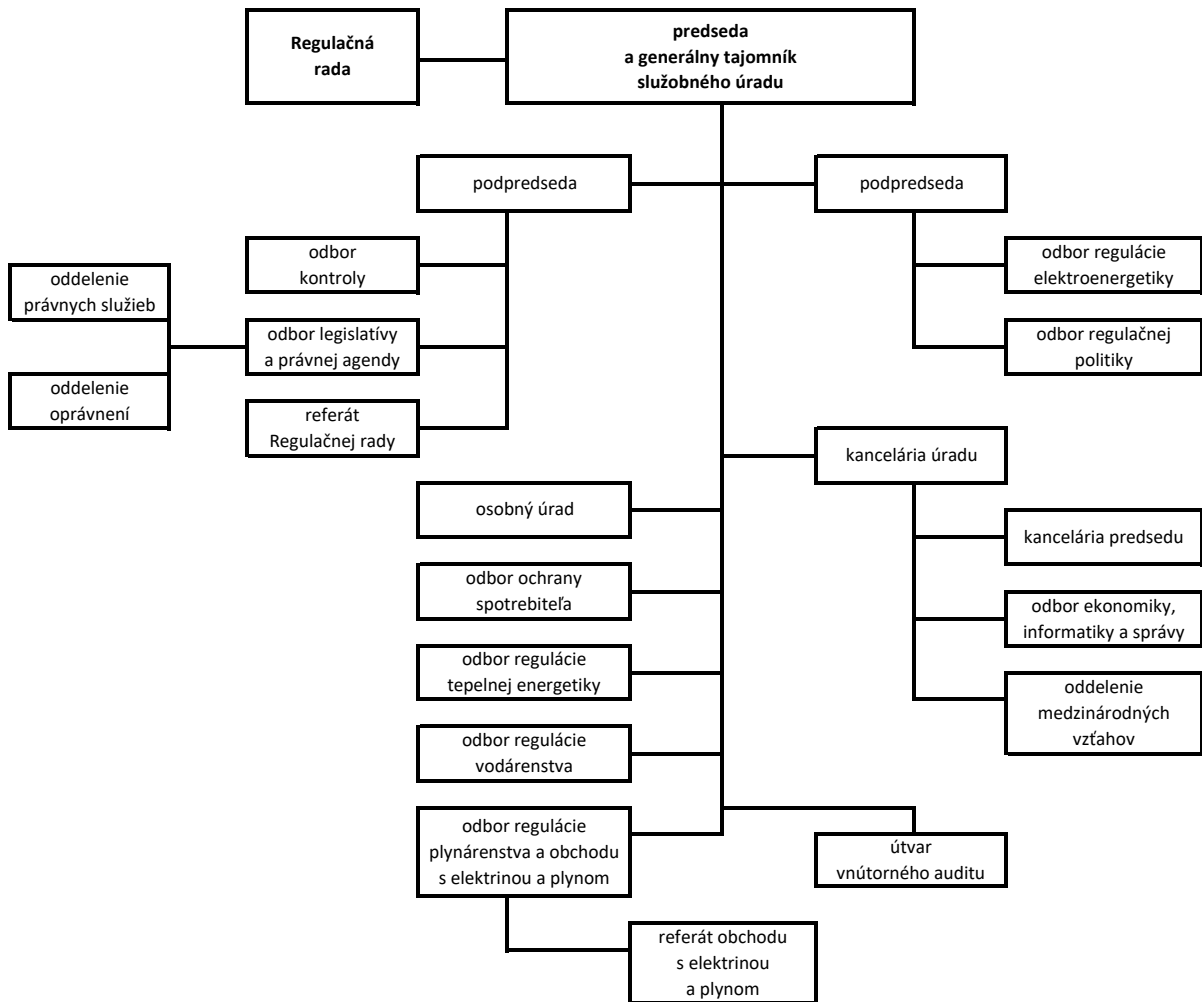 Regulačná
rada
predseda
a generálny tajomník
služobného úradu
podpredseda
podpredseda
odbor
kontroly
odbor regulácie
elektroenergetiky
oddelenie
právnych služieb
odbor legislatívy
a právnej agendy
odbor regulačnej
politiky
oddelenie
oprávnení
referát
Regulačnej rady
kancelária úradu
osobný úrad
kancelária predsedu
odbor ochrany
spotrebiteľa
odbor ekonomiky,
informatiky a správy
odbor regulácie
tepelnej energetiky
oddelenie
medzinárodných
vzťahov
odbor regulácie
vodárenstva
odbor regulácie
plynárenstva a obchodu
s elektrinou a plynom
útvar
vnútorného auditu
referát obchodu
s elektrinou
a plynom